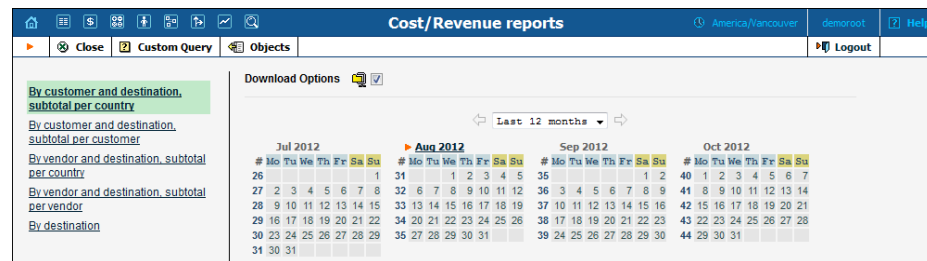 Cost/Revenue reports America/Vancouver demoroot Help
Close Custom Query Objects Logout
Download Options
By customer and destination,
subtotal per country
By customer and destination,
subtotal per customer
By vendor and destination, subtotal
per country
By vendor and destination, subtotal
per vendor
By destination
Last 12 months
Jul 2012 Aug 2012 Sep 2012 Oct 2012
# Mo Tu We Th Fr Sa Su # Mo Tu We Th Fr Sa Su # Mo Tu We Th Fr Sa Su # Mo Tu We Th Fr Sa Su
26 1 31 1 2 3 4 5 35 1 2 40 1 2 3 4 5 6 7
27 2 3 4 5 6 7 8 32 6 7 8 9 10 11 12 36 3 4 5 6 7 8 9 41 8 9 10 11 12 13 14
28 9 10 11 12 13 14 15 33 13 14 15 16 17 18 19 37 10 11 12 13 14 15 16 42 15 16 17 18 19 20 21
29 16 17 18 19 20 21 22 34 20 21 22 23 24 25 26 38 17 18 19 20 21 22 23 43 22 23 24 25 26 27 28
30 23 24 25 26 27 28 29 35 27 28 29 30 31 39 24 25 26 27 28 29 30 44 29 30 31
31 30 31